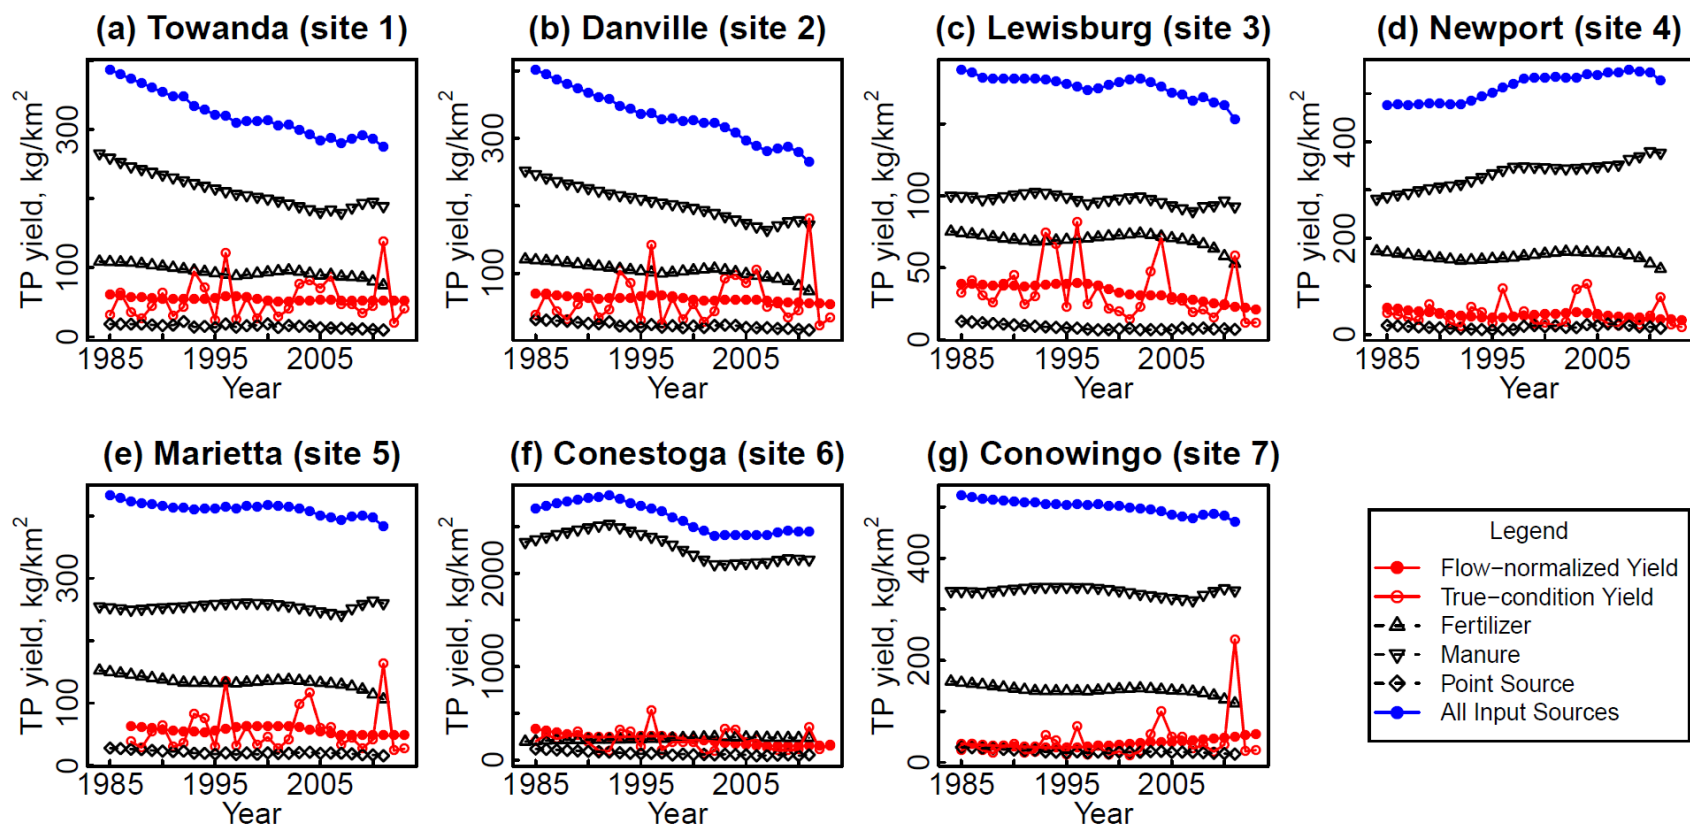 (a) Towanda (site 1)
TP yield, kg/km²
0 100 300
1985 1995 2005
Year
(b) Danville (site 2)
TP yield, kg/km²
100 300
1985 1995 2005
Year
(c) Lewisburg (site 3)
TP yield, kg/km²
0 50 100
1985 1995 2005
Year
(d) Newport (site 4)
TP yield, kg/km²
0 200 400
1985 1995 2005
Year
(e) Marietta (site 5)
TP yield, kg/km²
0 100 300
1985 1995 2005
Year
(f) Conestoga (site 6)
TP yield, kg/km²
0 1000 2000
1985 1995 2005
Year
(g) Conowingo (site 7)
TP yield, kg/km²
0 200 400
1985 1995 2005
Year
Legend
Flow−normalized Yield
True−condition Yield
Fertilizer
Manure
Point Source
All Input Sources